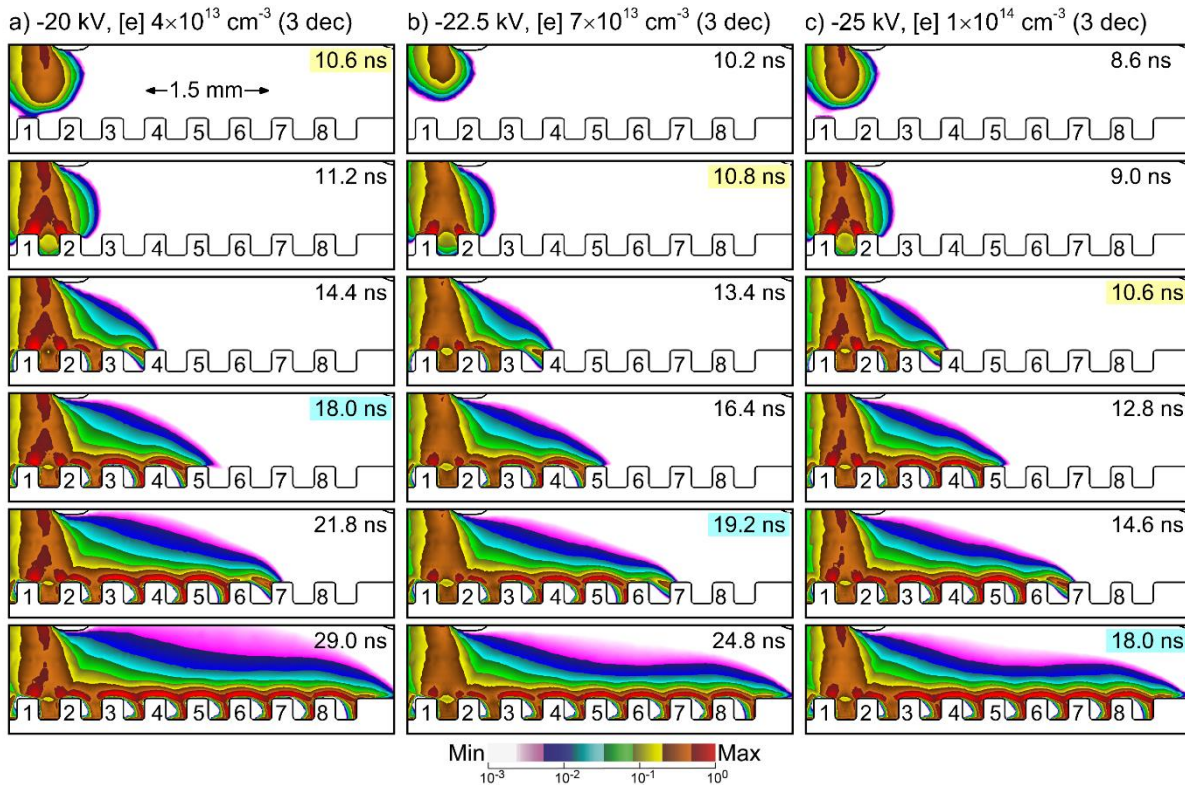 a) -20 kV, [e] 4×10¹³ cm⁻³ (3 dec)
b) -22.5 kV, [e] 7×10¹³ cm⁻³ (3 dec)
c) -25 kV, [e] 1×10¹⁴ cm⁻³ (3 dec)
10.6 ns
10.2 ns
8.6 ns
1.5 mm
1 2 3 4 5 6 7 8
1 2 3 4 5 6 7 8
1 2 3 4 5 6 7 8
11.2 ns
10.8 ns
9.0 ns
1 2 3 4 5 6 7 8
1 2 3 4 5 6 7 8
1 2 3 4 5 6 7 8
14.4 ns
13.4 ns
10.6 ns
1 2 3 4 5 6 7 8
1 2 3 4 5 6 7 8
1 2 3 4 5 6 7 8
18.0 ns
16.4 ns
12.8 ns
1 2 3 4 5 6 7 8
1 2 3 4 5 6 7 8
1 2 3 4 5 6 7 8
21.8 ns
19.2 ns
14.6 ns
1 2 3 4 5 6 7 8
1 2 3 4 5 6 7 8
1 2 3 4 5 6 7 8
29.0 ns
24.8 ns
18.0 ns
1 2 3 4 5 6 7 8
1 2 3 4 5 6 7 8
1 2 3 4 5 6 7 8
Min Max
10⁻³ 10⁻² 10⁻¹ 10⁰